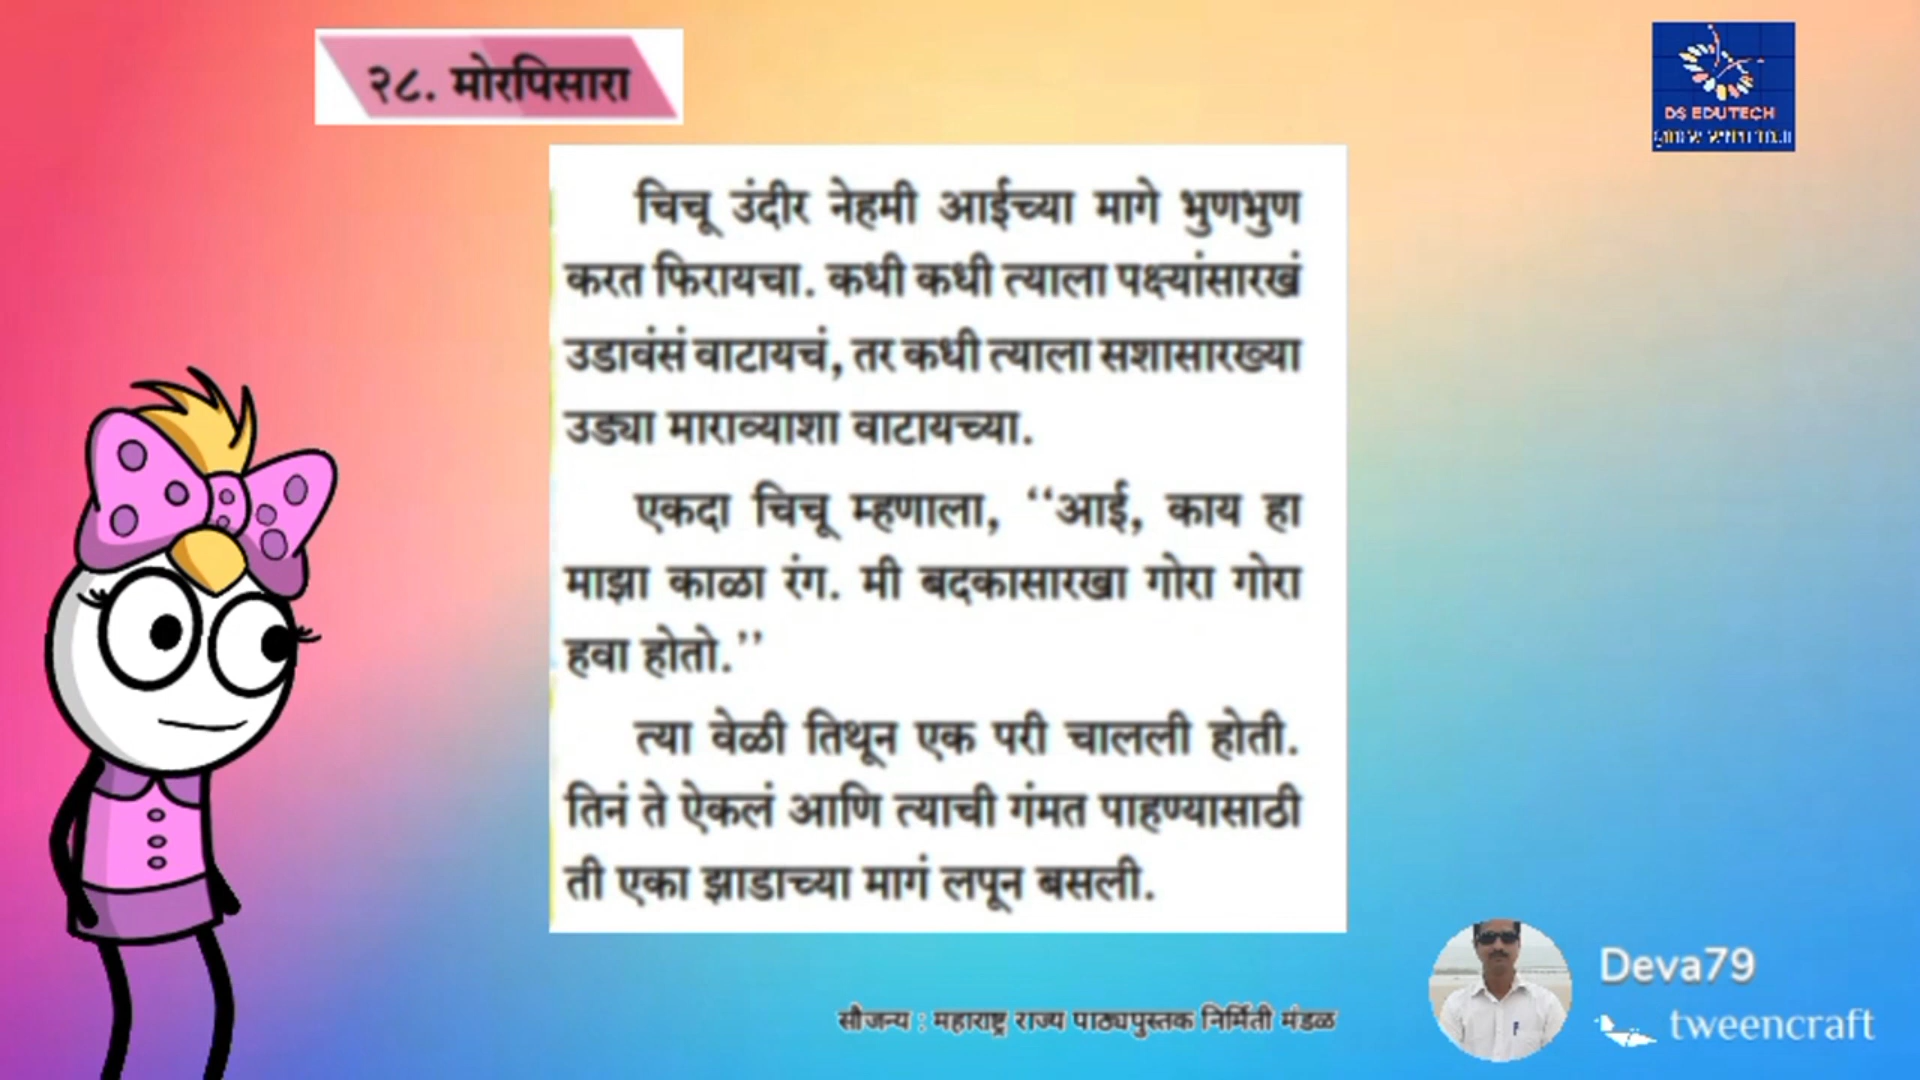 २८. मोरपिसारा
DS EDUTECH
चिचू उंदीर नेहमी आईच्या मागे भुणभुण
करत फिरायचा. कधी कधी त्याला पक्ष्यांसारखं
उडावंसं वाटायचं, तर कधी त्याला सशासारख्या
उड्या माराव्याशा वाटायच्या.
एकदा चिचू म्हणाला, ‘‘आई, काय हा
माझा काळा रंग. मी बदकासारखा गोरा गोरा
हवा होतो.’’
त्या वेळी तिथून एक परी चालली होती.
तिनं ते ऐकलं आणि त्याची गंमत पाहण्यासाठी
ती एका झाडाच्या मागं लपून बसली.
सौजन्य : महाराष्ट्र राज्य पाठ्यपुस्तक निर्मिती मंडळ
Deva79
tweencraft